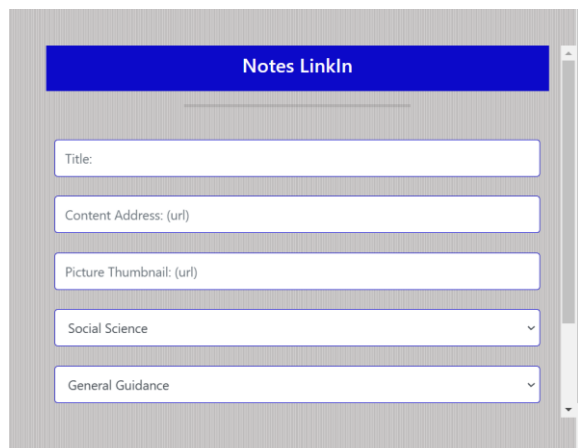 Notes LinkIn
Title:
Content Address: (url)
Picture Thumbnail: (url)
Social Science
General Guidance